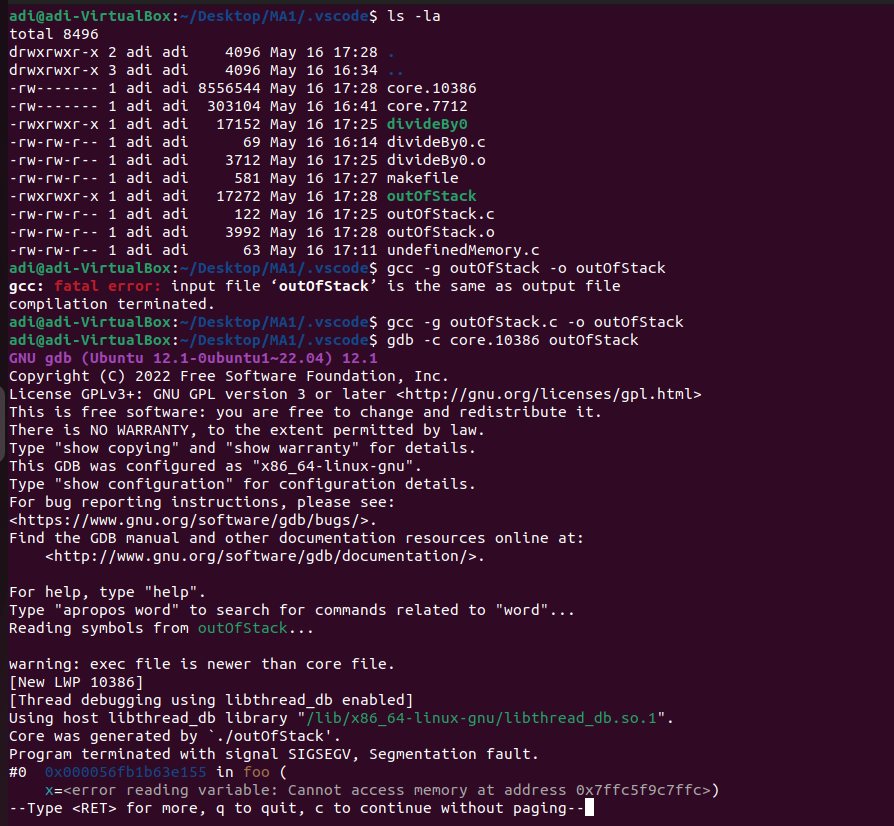 adi@adi-VirtualBox:~/Desktop/MA1/.vscode$ ls -la
total 8496
drwxrwxr-x 2 adi adi    4096 May 16 17:28 .
drwxrwxr-x 3 adi adi    4096 May 16 16:34 ..
-rw------- 1 adi adi 8556544 May 16 17:28 core.10386
-rw------- 1 adi adi  303104 May 16 16:41 core.7712
-rwxrwxr-x 1 adi adi   17152 May 16 17:25 divideBy0
-rw-rw-r-- 1 adi adi      69 May 16 16:14 divideBy0.c
-rw-rw-r-- 1 adi adi    3712 May 16 17:25 divideBy0.o
-rw-rw-r-- 1 adi adi     581 May 16 17:27 makefile
-rwxrwxr-x 1 adi adi   17272 May 16 17:28 outOfStack
-rw-rw-r-- 1 adi adi     122 May 16 17:25 outOfStack.c
-rw-rw-r-- 1 adi adi    3992 May 16 17:28 outOfStack.o
-rw-rw-r-- 1 adi adi      63 May 16 17:11 undefinedMemory.c
adi@adi-VirtualBox:~/Desktop/MA1/.vscode$ gcc -g outOfStack -o outOfStack
gcc: fatal error: input file ‘outOfStack’ is the same as output file
compilation terminated.
adi@adi-VirtualBox:~/Desktop/MA1/.vscode$ gcc -g outOfStack.c -o outOfStack
adi@adi-VirtualBox:~/Desktop/MA1/.vscode$ gdb -c core.10386 outOfStack
GNU gdb (Ubuntu 12.1-0ubuntu1~22.04) 12.1
Copyright (C) 2022 Free Software Foundation, Inc.
License GPLv3+: GNU GPL version 3 or later <http://gnu.org/licenses/gpl.html>
This is free software: you are free to change and redistribute it.
There is NO WARRANTY, to the extent permitted by law.
Type "show copying" and "show warranty" for details.
This GDB was configured as "x86_64-linux-gnu".
Type "show configuration" for configuration details.
For bug reporting instructions, please see:
<https://www.gnu.org/software/gdb/bugs/>.
Find the GDB manual and other documentation resources online at:
    <http://www.gnu.org/software/gdb/documentation/>.

For help, type "help".
Type "apropos word" to search for commands related to "word"...
Reading symbols from outOfStack...

warning: exec file is newer than core file.
[New LWP 10386]
[Thread debugging using libthread_db enabled]
Using host libthread_db library "/lib/x86_64-linux-gnu/libthread_db.so.1".
Core was generated by `./outOfStack'.
Program terminated with signal SIGSEGV, Segmentation fault.
#0  0x000056fb1b63e155 in foo (
    x=<error reading variable: Cannot access memory at address 0x7ffc5f9c7ffc>)
--Type <RET> for more, q to quit, c to continue without paging--